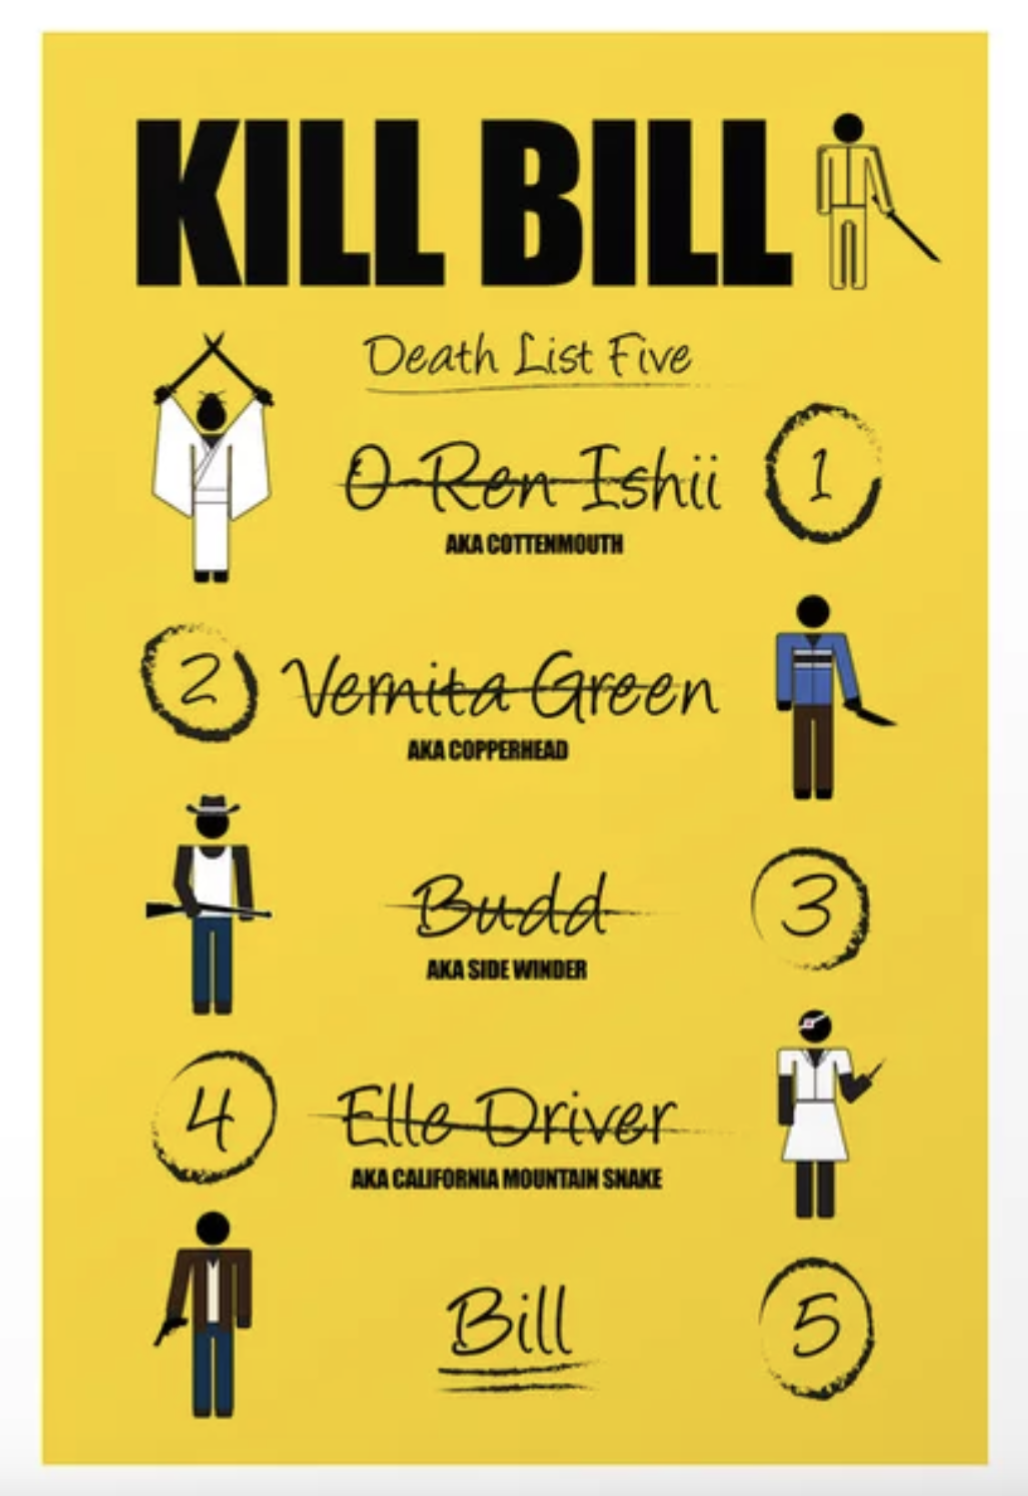 KILL BILL
Death List Five
O-Ren Ishii
1
AKA COTTENMOUTH
2
Vernita Green
AKA COPPERHEAD
Budd
3
AKA SIDE WINDER
4
Elle Driver
AKA CALIFORNIA MOUNTAIN SNAKE
Bill
5